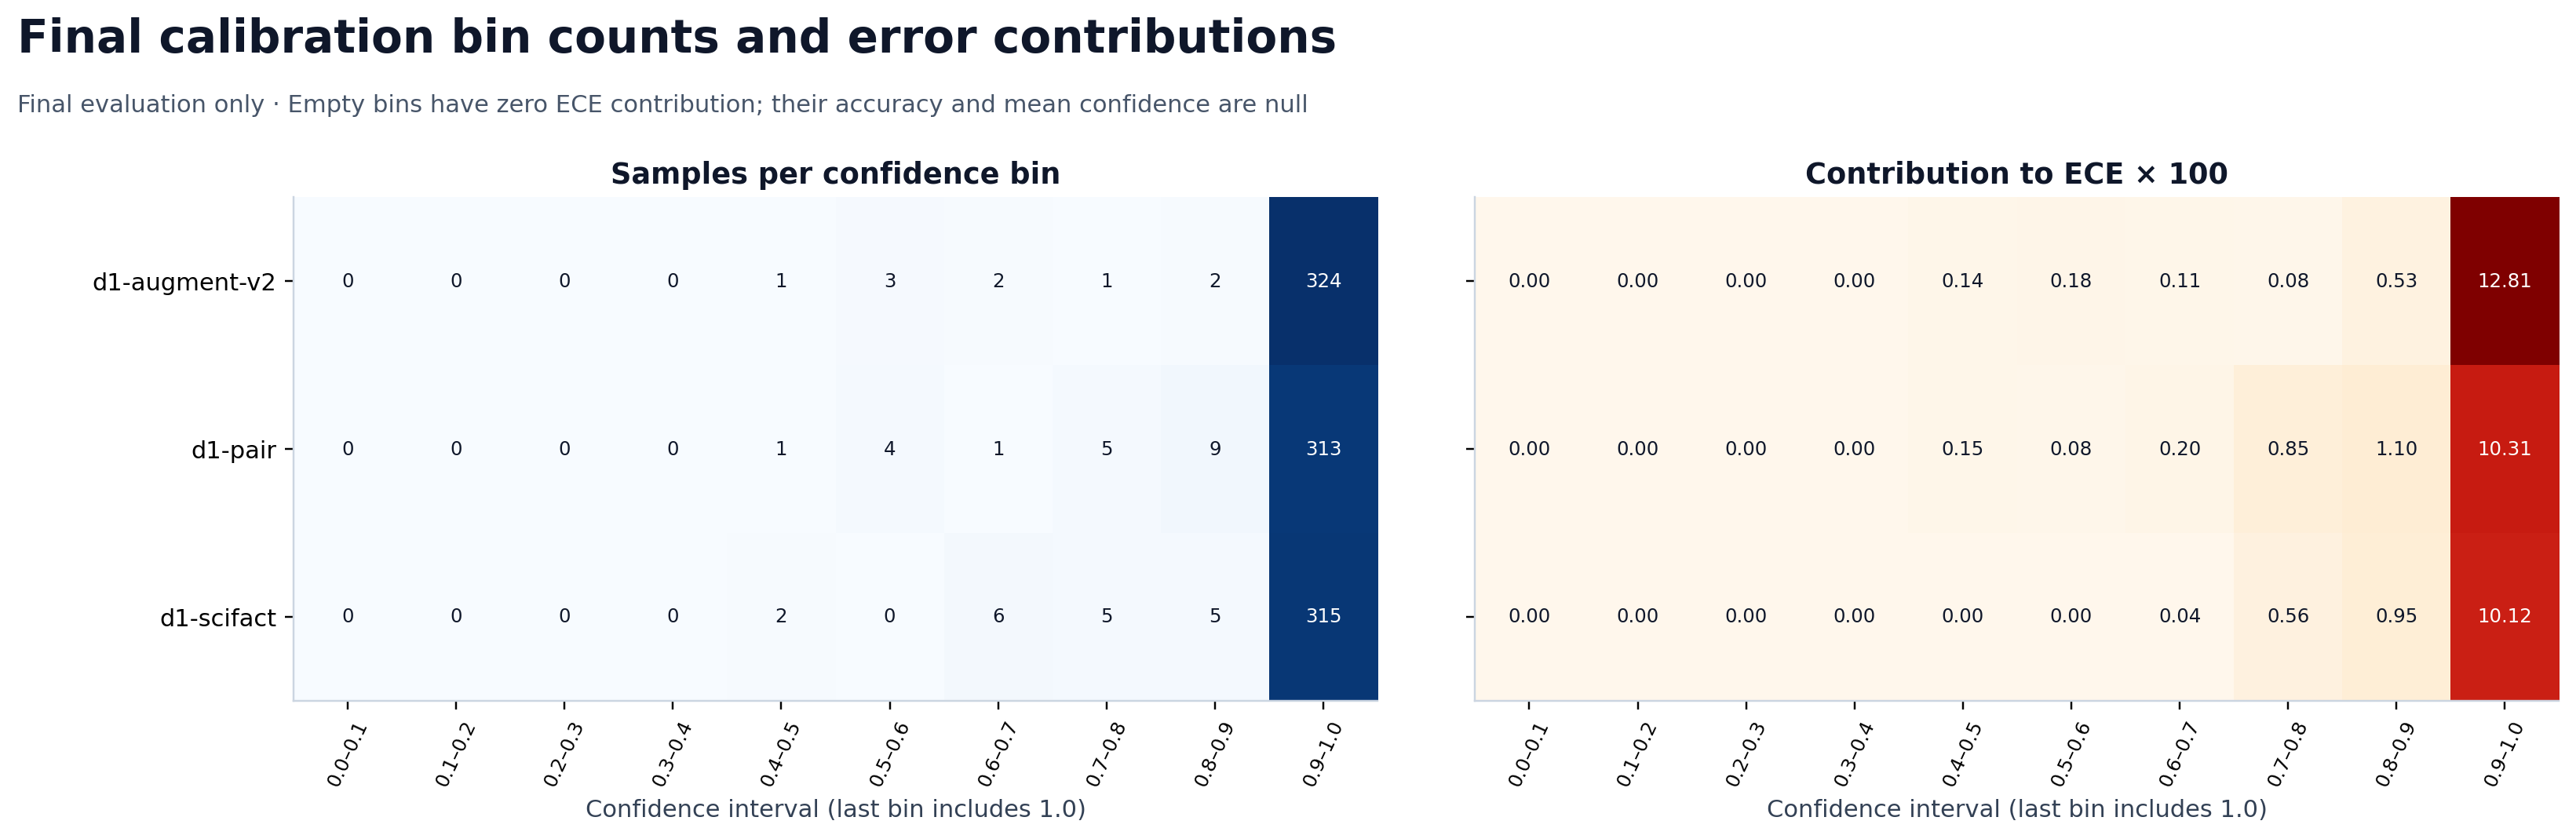 Final calibration bin counts and error contributions
Final evaluation only · Empty bins have zero ECE contribution; their accuracy and mean confidence are null
Samples per confidence bin
d1-augment-v2 0 0 0 0 1 3 2 1 2 324
d1-pair 0 0 0 0 1 4 1 5 9 313
d1-scifact 0 0 0 0 2 0 6 5 5 315
0.0–0.1 0.1–0.2 0.2–0.3 0.3–0.4 0.4–0.5 0.5–0.6 0.6–0.7 0.7–0.8 0.8–0.9 0.9–1.0
Confidence interval (last bin includes 1.0)
Contribution to ECE × 100
0.00 0.00 0.00 0.00 0.14 0.18 0.11 0.08 0.53 12.81
0.00 0.00 0.00 0.00 0.15 0.08 0.20 0.85 1.10 10.31
0.00 0.00 0.00 0.00 0.00 0.00 0.04 0.56 0.95 10.12
0.0–0.1 0.1–0.2 0.2–0.3 0.3–0.4 0.4–0.5 0.5–0.6 0.6–0.7 0.7–0.8 0.8–0.9 0.9–1.0
Confidence interval (last bin includes 1.0)